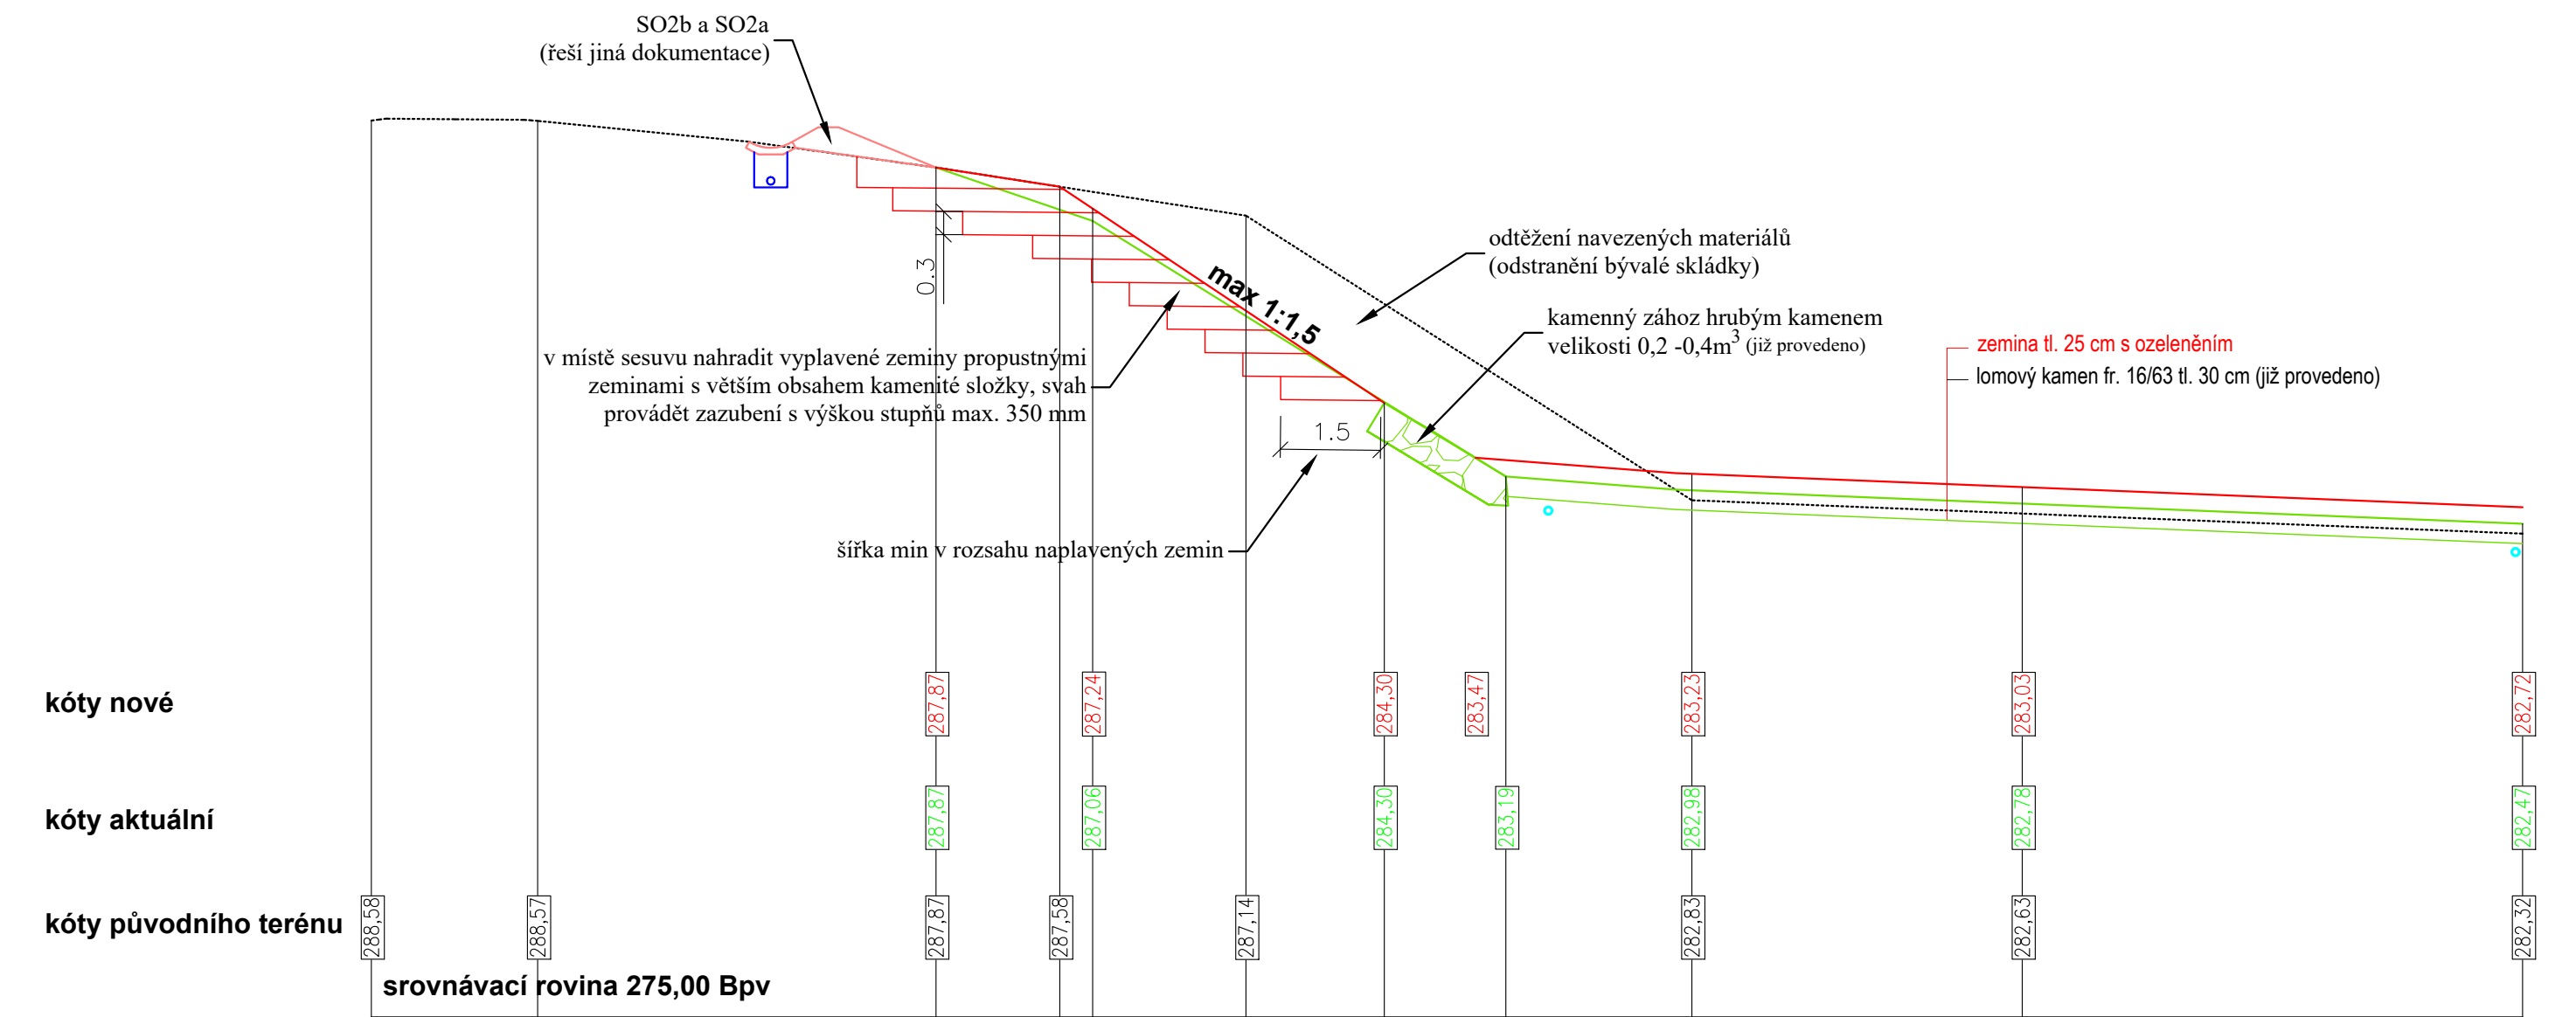 SO2b a SO2a
(řeší jiná dokumentace)
odtěžení navezených materiálů
(odstranění bývalé skládky)
0.3
max 1:1,5
kamenný zához hrubým kamenem
velikosti 0,2 -0,4m³ (již provedeno)
zemina tl. 25 cm s ozeleněním
lomový kamen fr. 16/63 tl. 30 cm (již provedeno)
v místě sesuvu nahradit vyplavené zeminy propustnými
zeminami s větším obsahem kamenité složky, svah
provádět zazubení s výškou stupňů max. 350 mm
1.5
šířka min v rozsahu naplavených zemin
kóty nové
287,87
287,24
284,30
283,47
283,23
283,03
282,72
kóty aktuální
287,87
287,06
284,30
283,19
282,98
282,78
282,47
kóty původního terénu
288,58
288,57
287,87
287,58
287,14
282,83
282,63
282,32
srovnávací rovina 275,00 Bpv